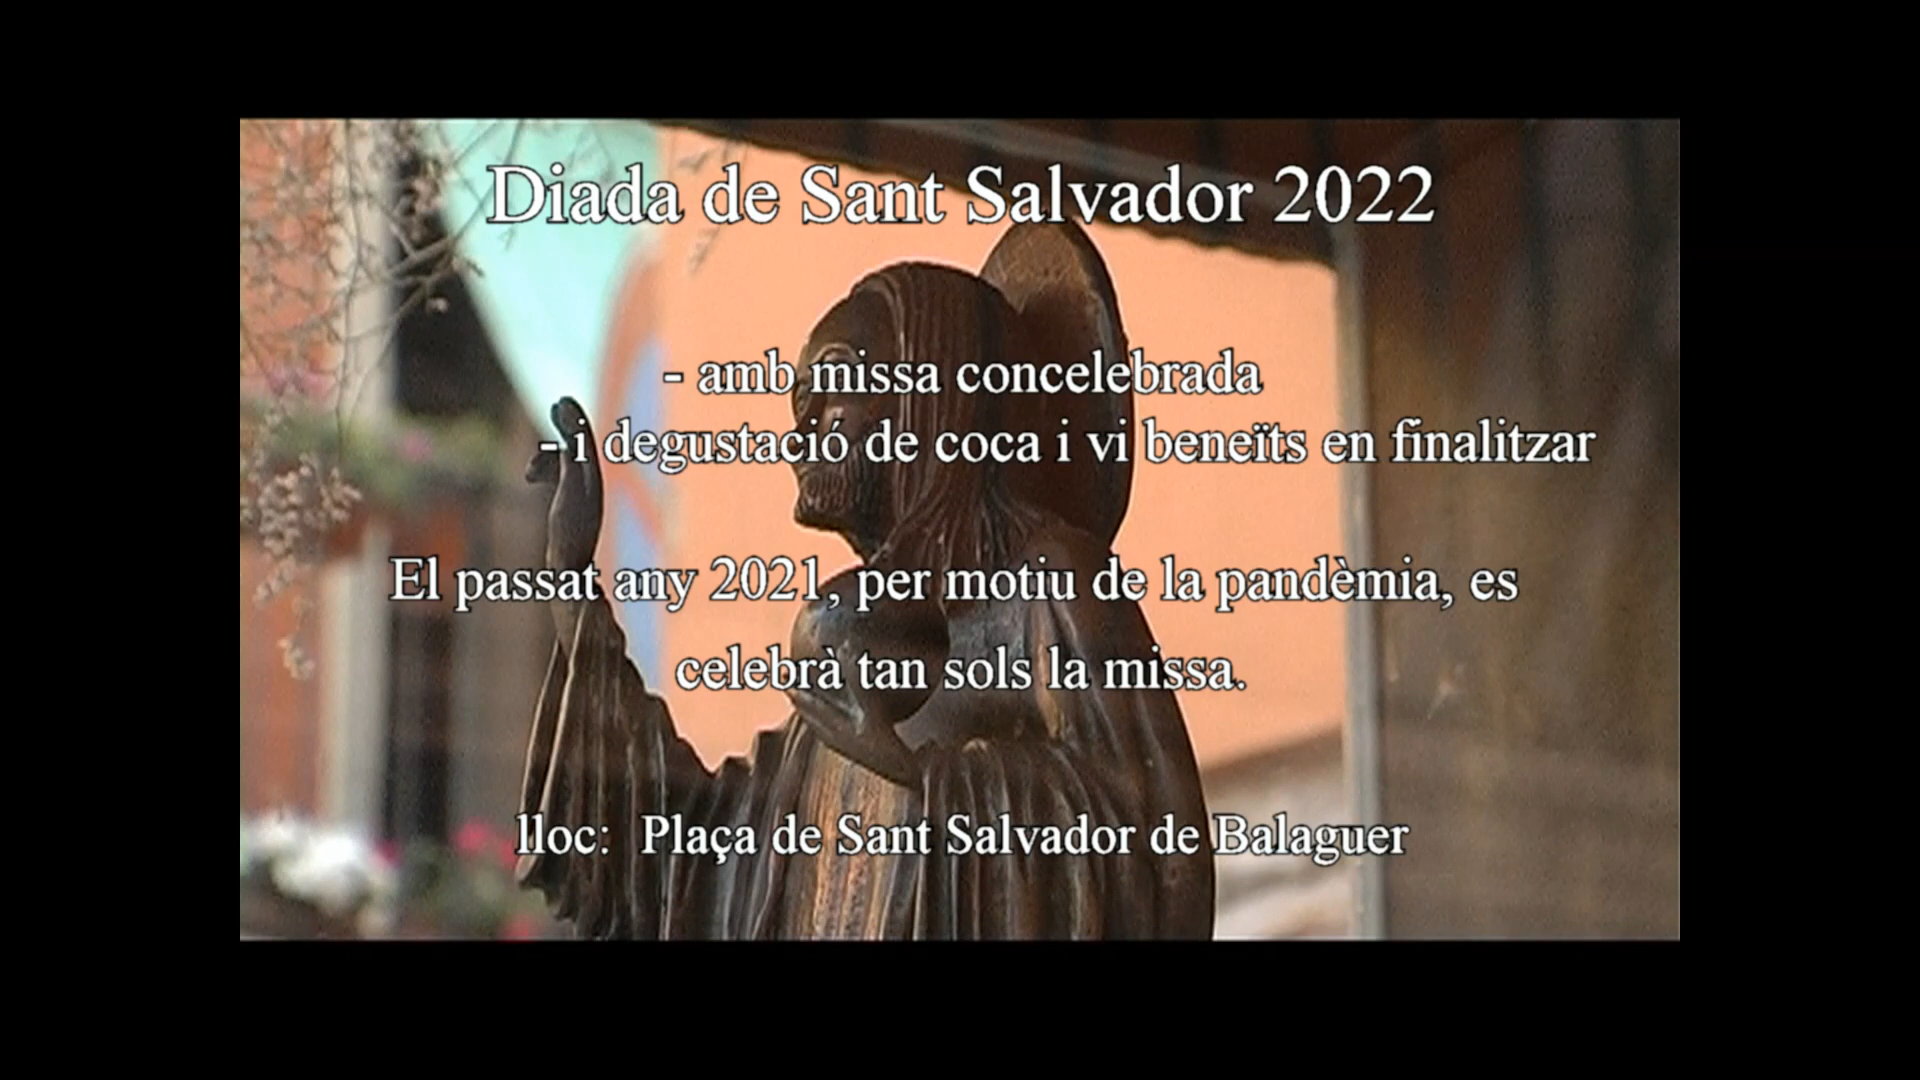 Diada de Sant Salvador 2022
- amb missa concelebrada
- i degustació de coca i vi beneïts en finalitzar
El passat any 2021, per motiu de la pandèmia, es
celebrà tan sols la missa.
lloc: Plaça de Sant Salvador de Balaguer